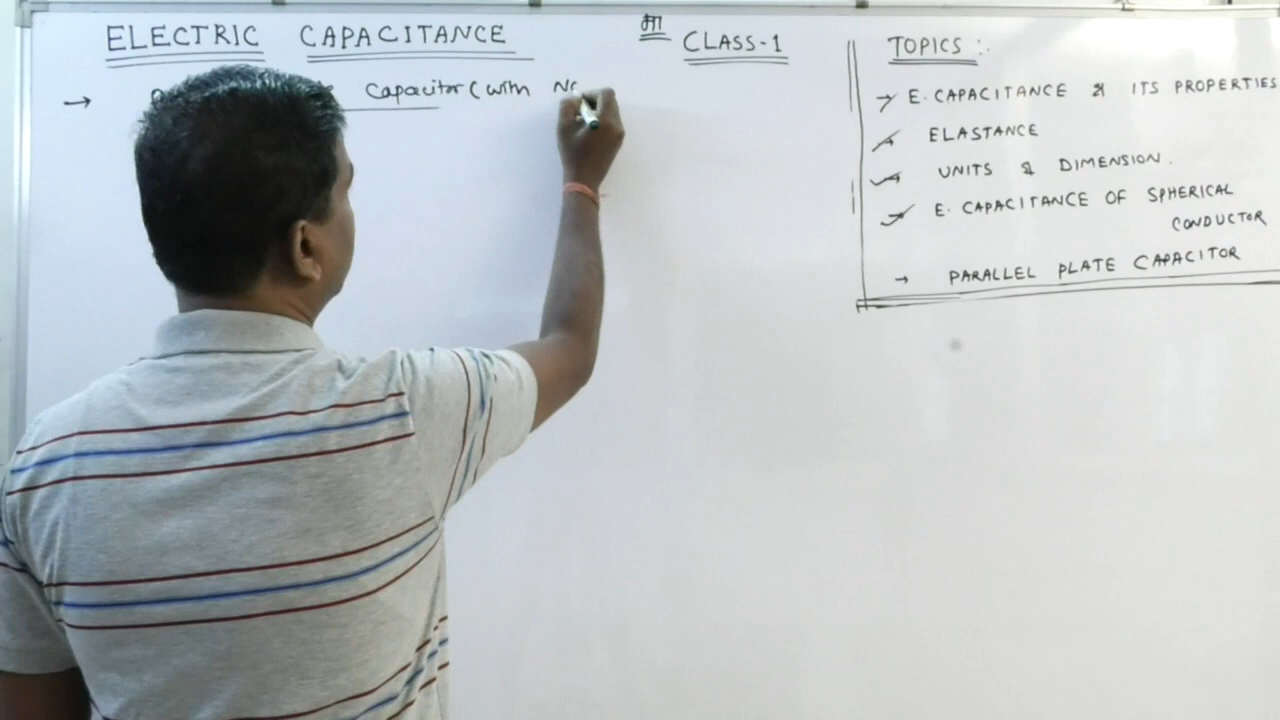 ELECTRIC CAPACITANCE
मा
CLASS-1
→ Capacitor (with
TOPICS :.
→ E. CAPACITANCE & ITS PROPERTIES
→ ELASTANCE
→ UNITS & DIMENSION.
→ E. CAPACITANCE OF SPHERICAL
CONDUCTOR
→ PARALLEL PLATE CAPACITOR